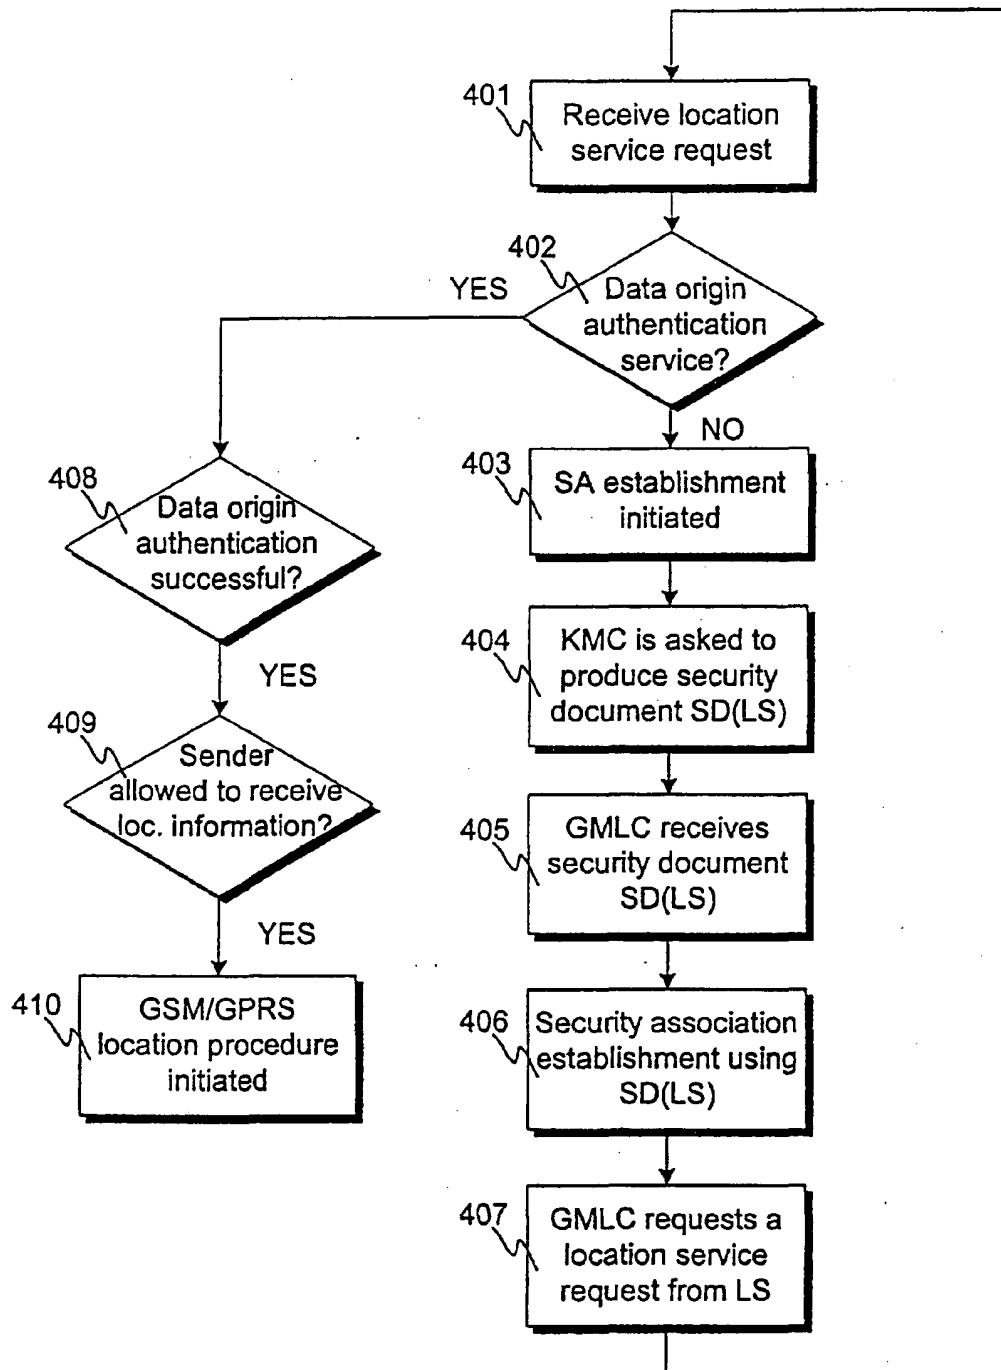 401
Receive location
service request
402
YES
Data origin
authentication
service?
NO
403
SA establishment
initiated
404
KMC is asked to
produce security
document SD(LS)
405
GMLC receives
security document
SD(LS)
406
Security association
establishment using
SD(LS)
407
GMLC requests a
location service
request from LS
408
Data origin
authentication
successful?
YES
409
Sender
allowed to receive
loc. information?
YES
410
GSM/GPRS
location procedure
initiated